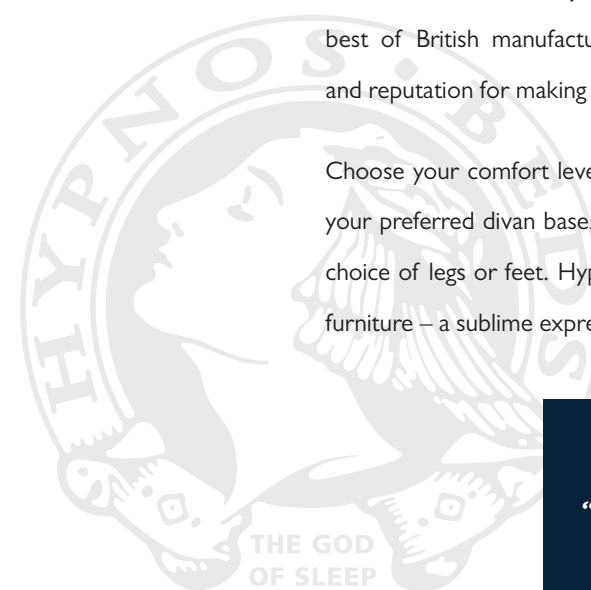 best of British manufactu
and reputation for making
Choose your comfort leve
your preferred divan base,
choice of legs or feet. Hyp
furniture – a sublime expre
HYPNOS • BEDS
THE GOD
OF SLEEP
“